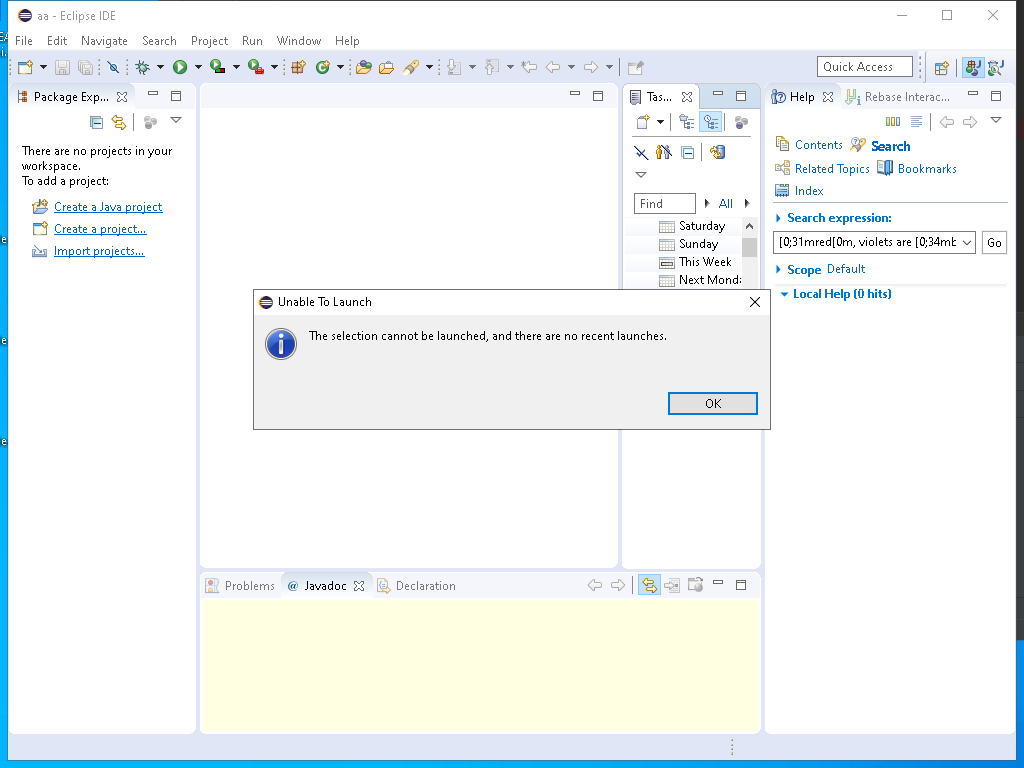 aa - Eclipse IDE
File Edit Navigate Search Project Run Window Help
Quick Access
Package Exp...
There are no projects in your
workspace.
To add a project:
Create a Java project
Create a project...
Import projects...
Tas...
Find
All
Saturday
Sunday
This Week
Next Mond
Help
Rebase Interac...
Contents
Search
Related Topics
Bookmarks
Index
Search expression:
[0;31mred[0m, violets are [0;34mb
Go
Scope Default
Local Help (0 hits)
Unable To Launch
The selection cannot be launched, and there are no recent launches.
OK
Problems
@ Javadoc
Declaration